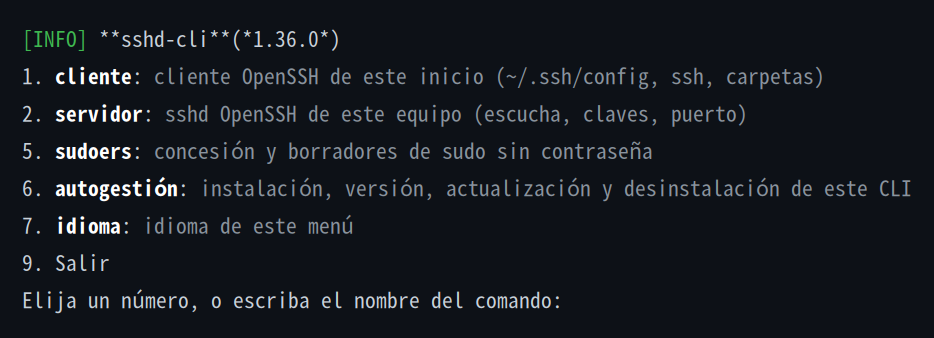 [INFO] **sshd-cli**(*1.36.0*)
1. cliente: cliente OpenSSH de este inicio (~/.ssh/config, ssh, carpetas)
2. servidor: sshd OpenSSH de este equipo (escucha, claves, puerto)
5. sudoers: concesión y borradores de sudo sin contraseña
6. autogestión: instalación, versión, actualización y desinstalación de este CLI
7. idioma: idioma de este menú
9. Salir
Elija un número, o escriba el nombre del comando: